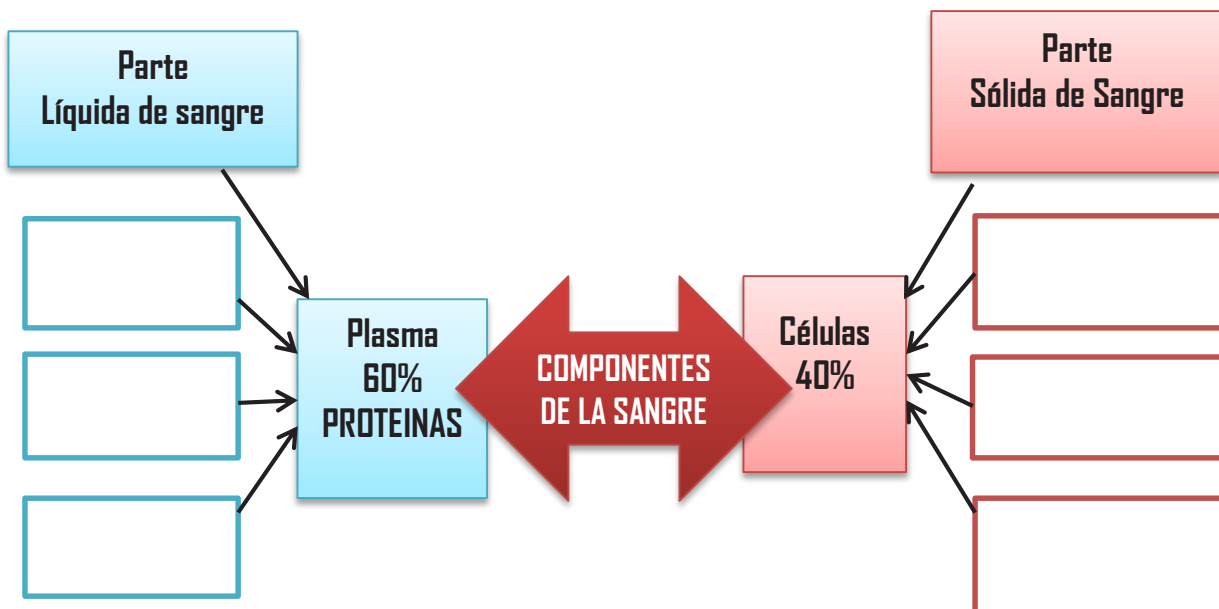 Parte
Líquida de sangre
Parte
Sólida de Sangre
Plasma
60%
PROTEINAS
COMPONENTES
DE LA SANGRE
Células
40%